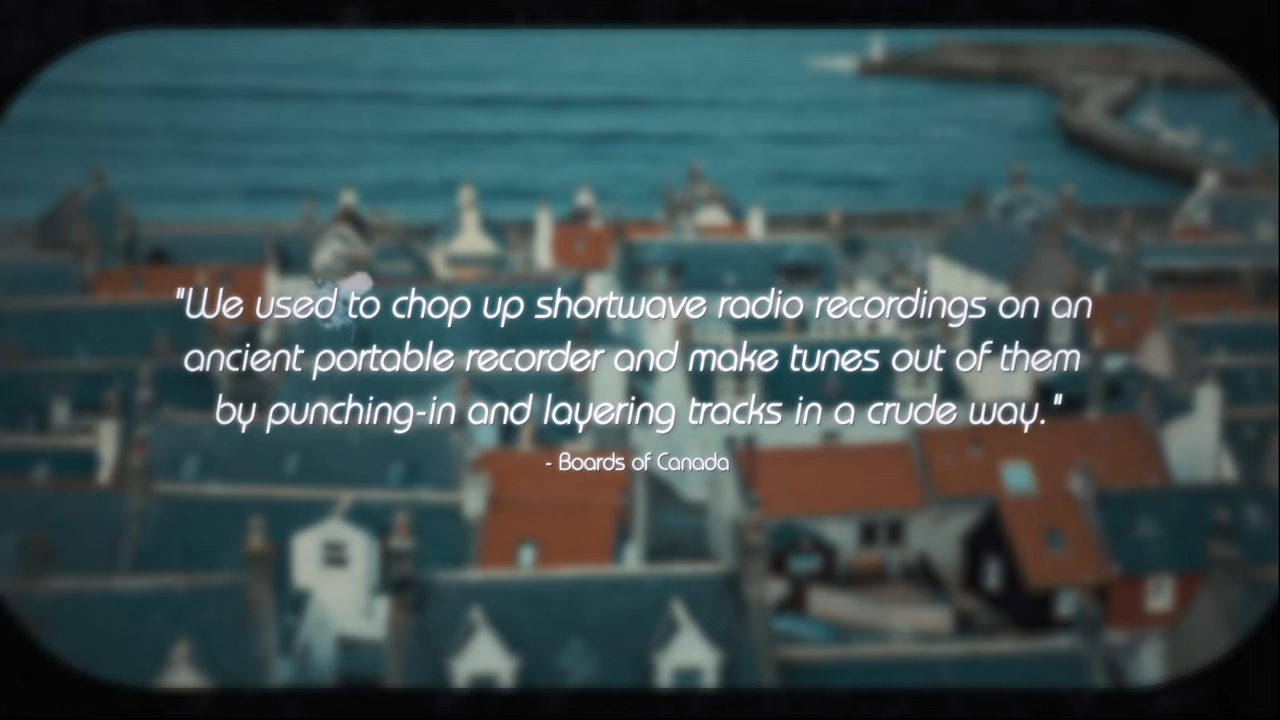 "We used to chop up shortwave radio recordings on an
ancient portable recorder and make tunes out of them
by punching-in and layering tracks in a crude way."
- Boards of Canada